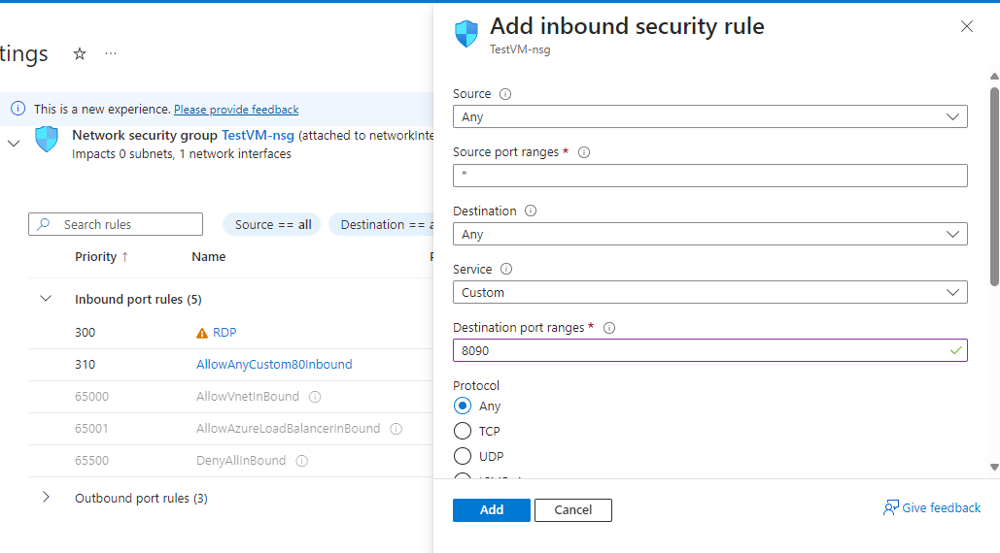 tings
This is a new experience. Please provide feedback
Network security group TestVM-nsg (attached to networkInte
Impacts 0 subnets, 1 network interfaces
Search rules
Source == all
Destination == a
Priority ↑
Name
Inbound port rules (5)
300 RDP
310 AllowAnyCustom80Inbound
65000 AllowVnetInBound
65001 AllowAzureLoadBalancerInBound
65500 DenyAllInBound
Outbound port rules (3)
Add inbound security rule
TestVM-nsg
Source
Any
Source port ranges *
*
Destination
Any
Service
Custom
Destination port ranges *
8090
Protocol
Any
TCP
UDP
Add
Cancel
Give feedback